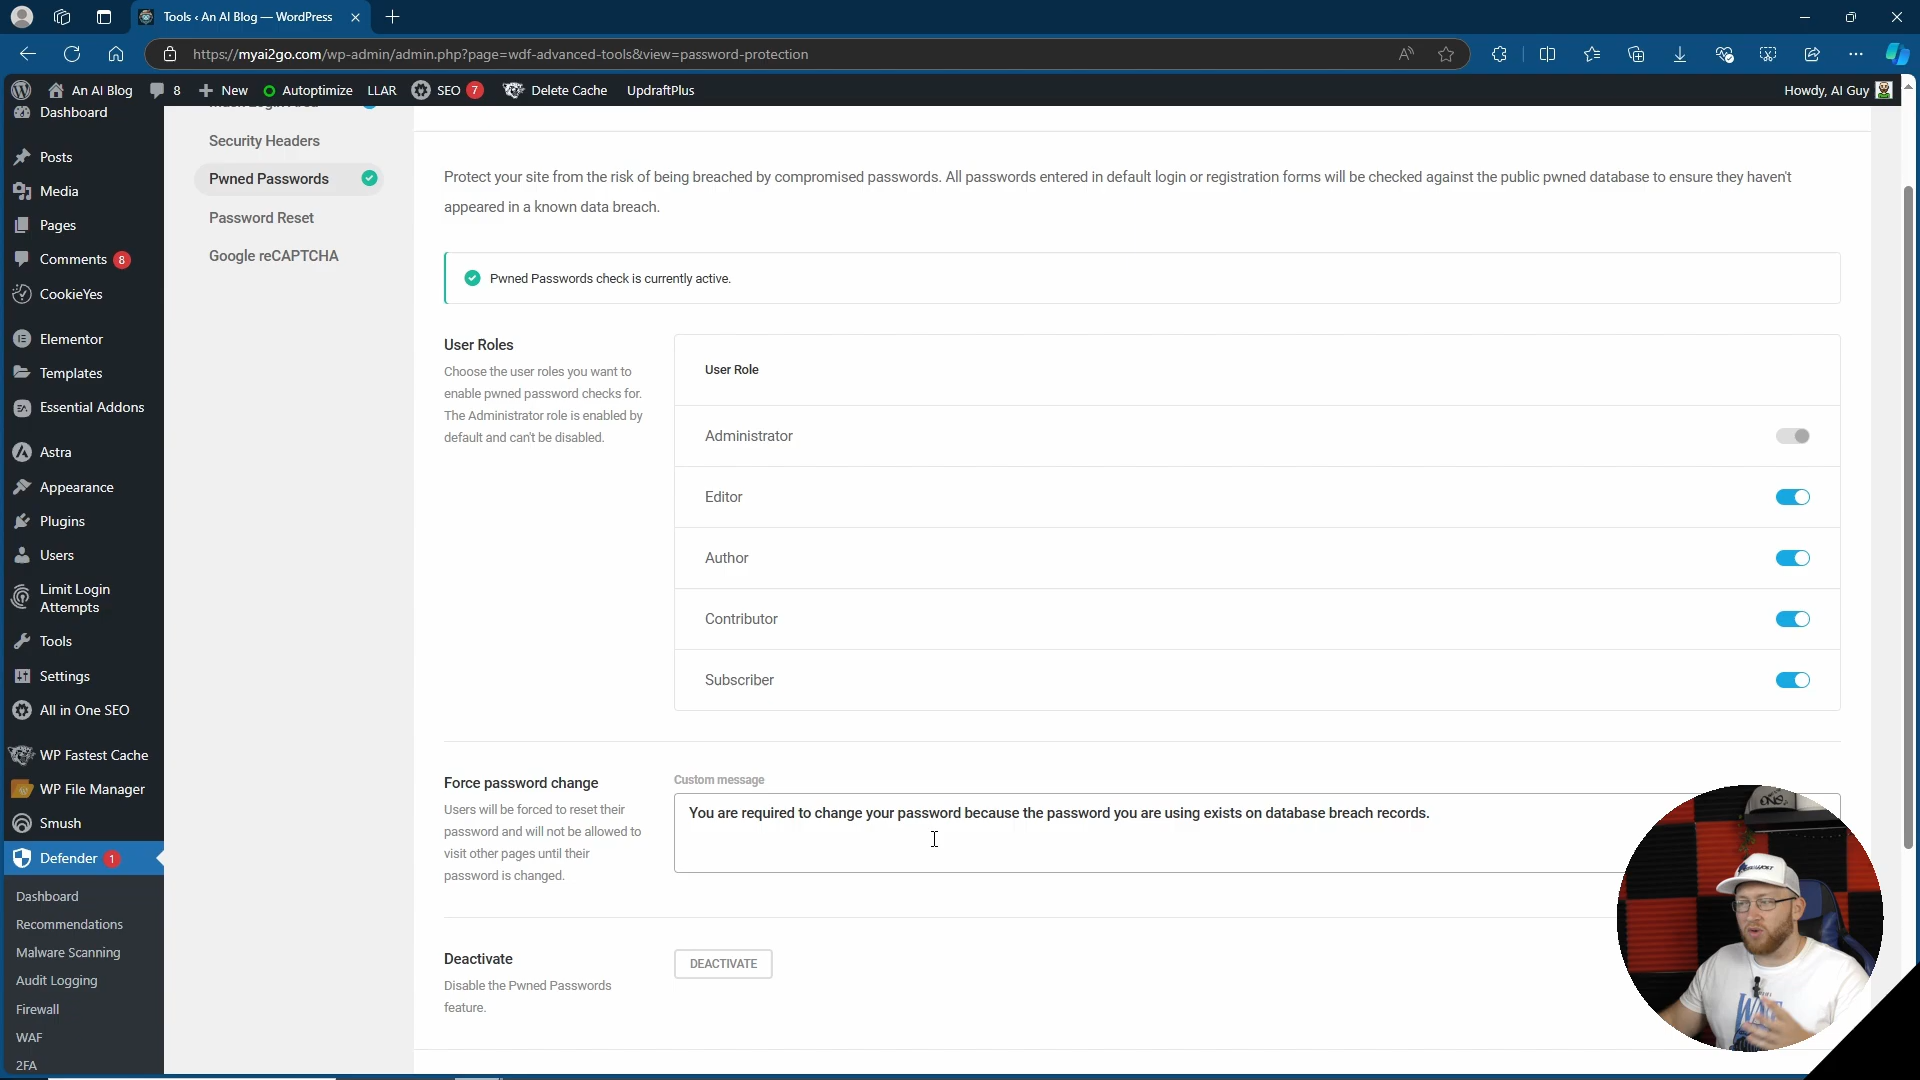 Tools ‹ An AI Blog — WordPress
https://myai2go.com/wp-admin/admin.php?page=wdf-advanced-tools&view=password-protection
An AI Blog
8
New
Autoptimize
LLAR
SEO 7
Delete Cache
UpdraftPlus
Howdy, AI Guy
Dashboard
Posts
Media
Pages
Comments 8
CookieYes
Elementor
Templates
Essential Addons
Astra
Appearance
Plugins
Users
Limit Login
Attempts
Tools
Settings
All in One SEO
WP Fastest Cache
WP File Manager
Smush
Defender 1
Dashboard
Recommendations
Malware Scanning
Audit Logging
Firewall
WAF
2FA
Security Headers
Pwned Passwords
Password Reset
Google reCAPTCHA
Protect your site from the risk of being breached by compromised passwords. All passwords entered in default login or registration forms will be checked against the public pwned database to ensure they haven't
appeared in a known data breach.
Pwned Passwords check is currently active.
User Roles
Choose the user roles you want to
enable pwned password checks for.
The Administrator role is enabled by
default and can't be disabled.
User Role
Administrator
Editor
Author
Contributor
Subscriber
Force password change
Users will be forced to reset their
password and will not be allowed to
visit other pages until their
password is changed.
Custom message
You are required to change your password because the password you are using exists on database breach records.
Deactivate
Disable the Pwned Passwords
feature.
DEACTIVATE